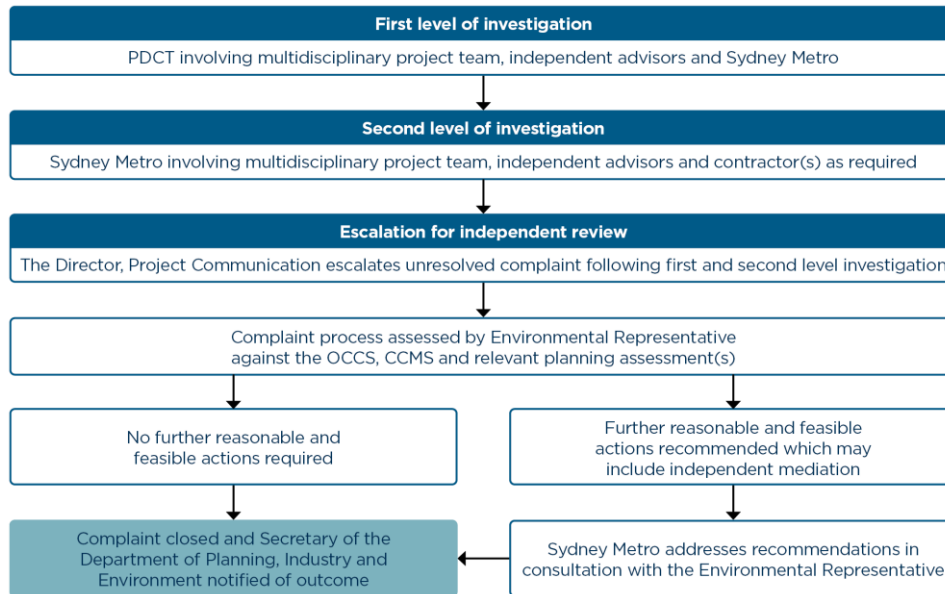 First level of investigation
PDCT involving multidisciplinary project team, independent advisors and Sydney Metro
Second level of investigation
Sydney Metro involving multidisciplinary project team, independent advisors and contractor(s) as required
Escalation for independent review
The Director, Project Communication escalates unresolved complaint following first and second level investigation
Complaint process assessed by Environmental Representative
against the OCCS, CCMS and relevant planning assessment(s)
No further reasonable and
feasible actions required
Further reasonable and feasible
actions recommended which may
include independent mediation
Complaint closed and Secretary of the
Department of Planning, Industry and
Environment notified of outcome
Sydney Metro addresses recommendations in
consultation with the Environmental Representative